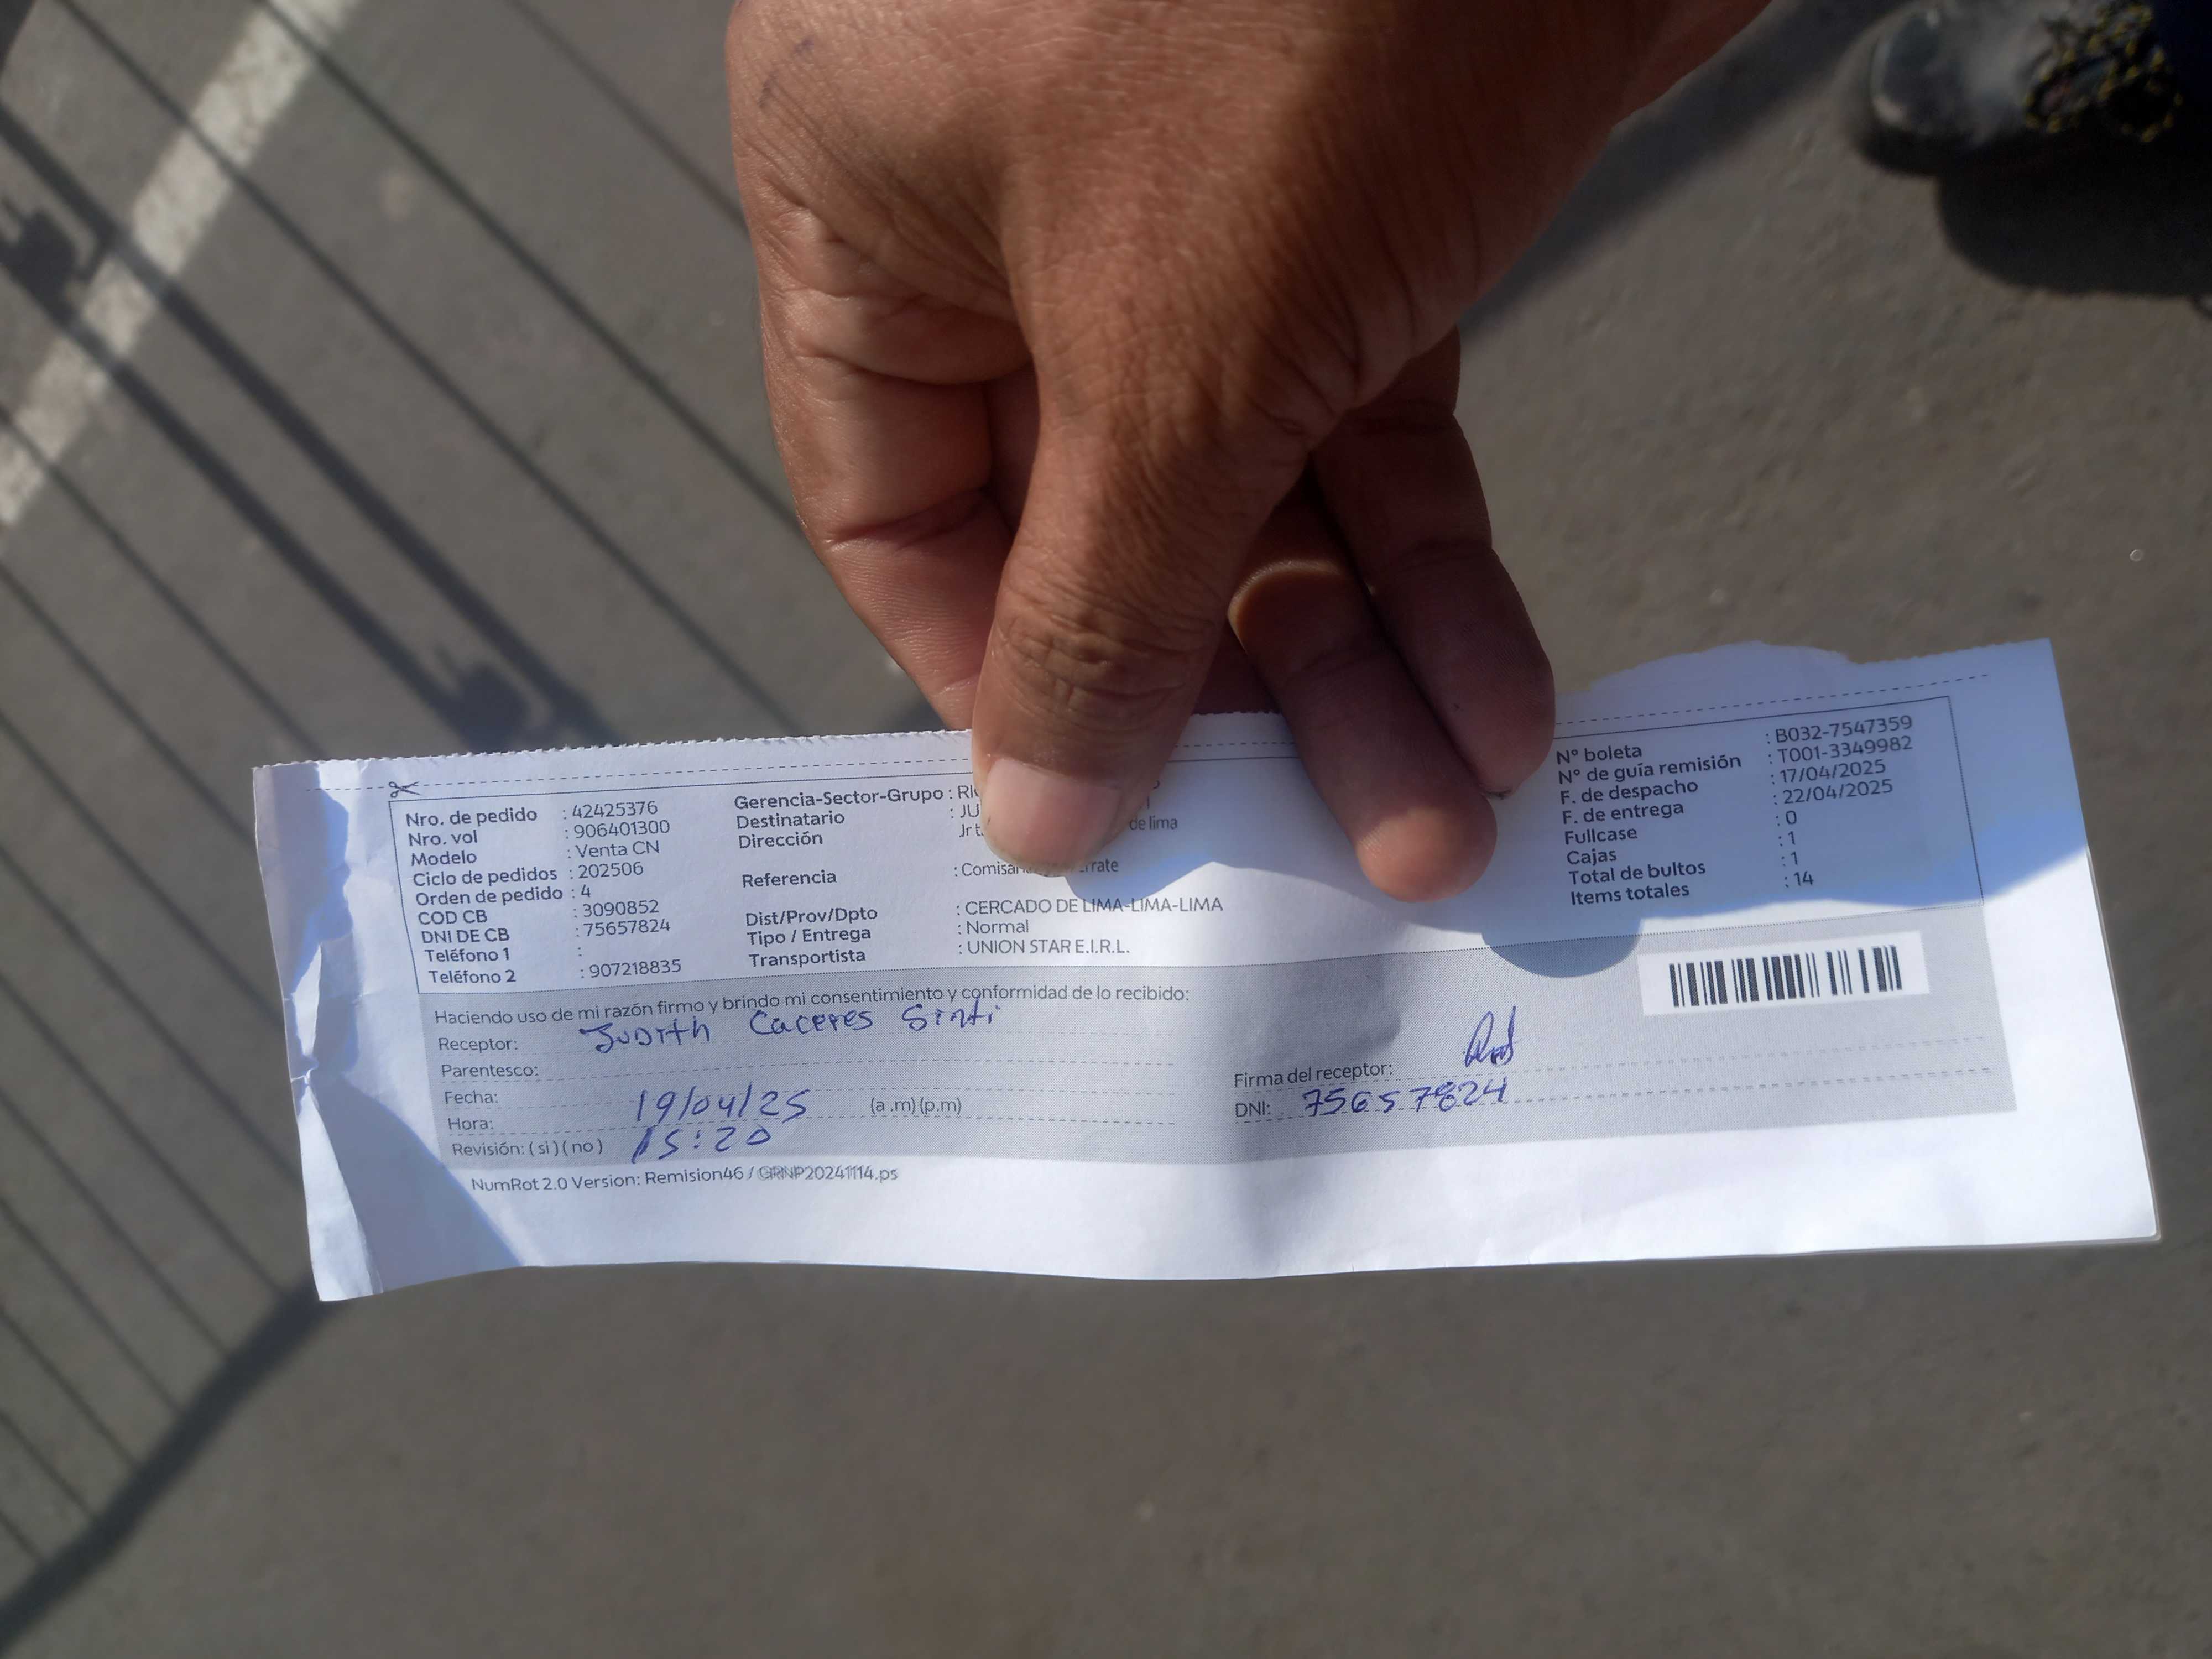 Nro. de pedido : 42425376
Nro. vol : 906401300
Modelo : Venta CN
Ciclo de pedidos : 202506
Orden de pedido : 4
COD CB : 3090852
DNI DE CB : 75657824
Teléfono 1 :
Teléfono 2 : 907218835
Gerencia-Sector-Grupo :
Destinatario :
Dirección de lima
Referencia :
Dist/Prov/Dpto : CERCADO DE LIMA-LIMA-LIMA
Tipo / Entrega : Normal
Transportista : UNION STAR E.I.R.L.
N° boleta : B032-7547359
N° de guía remisión : T001-3349982
F. de despacho : 17/04/2025
F. de entrega : 22/04/2025
Fullcase : 0
Cajas : 1
Total de bultos : 1
Items totales : 14
Haciendo uso de mi razón firmo y brindo mi consentimiento y conformidad de lo recibido:
Receptor: Judith Caceres Sinti
Parentesco:
Fecha: 19/04/25 (a .m) (p.m)
Hora: 15:20
Revisión: ( si ) ( no )
Firma del receptor:
DNI: 75657824
NumRot 2.0 Version: Remision46 / GRNP20241114.ps